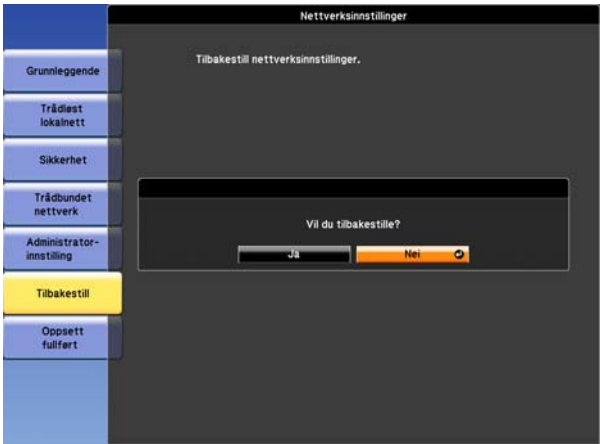 Nettverksinnstillinger
Tilbakestill nettverksinnstillinger.
Grunnleggende
Trådløst
lokalnett
Sikkerhet
Trådbundet
nettverk
Administrator-
innstilling
Tilbakestill
Oppsett
fullført
Vil du tilbakestille?
Ja
Nei